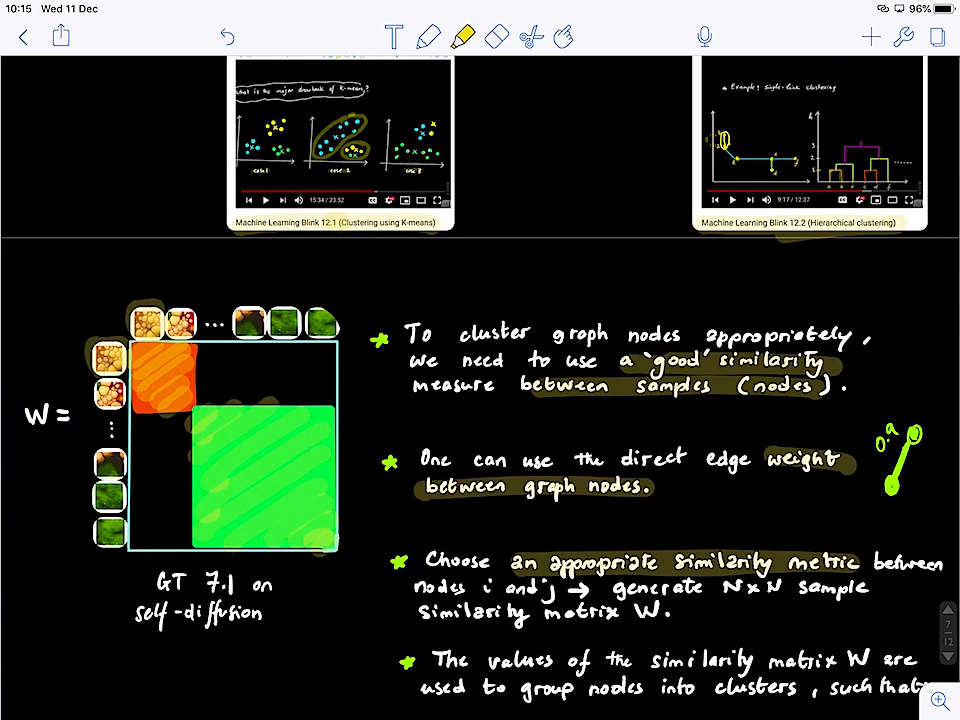 10:15 Wed 11 Dec
96%
what is the major drawback of K-means?
case 1
case 2
case 3
15:34 / 23:52
Machine Learning Blink 12.1 (Clustering using K-means)
* Example: Single-link clustering
9:17 / 12:37
Machine Learning Blink 12.2 (Hierarchical clustering)
W =
...
GT 7.1 on
self-diffusion
To cluster graph nodes appropriately,
we need to use a 'good' similarity
measure between samples (nodes).
One can use the direct edge weight
between graph nodes.
0.9
Choose an appropriate similarity metric between
nodes i and j → generate N×N sample
similarity matrix W.
The values of the similarity matrix W are
used to group nodes into clusters, such that
7
12